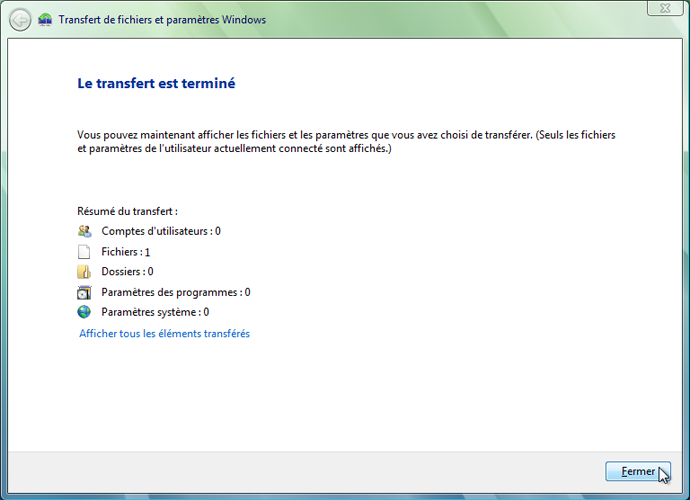 Transfert de fichiers et paramètres Windows
Le transfert est terminé
Vous pouvez maintenant afficher les fichiers et les paramètres que vous avez choisi de transférer. (Seuls les fichiers
et paramètres de l'utilisateur actuellement connecté sont affichés.)
Résumé du transfert :
Comptes d'utilisateurs : 0
Fichiers : 1
Dossiers : 0
Paramètres des programmes : 0
Paramètres système : 0
Afficher tous les éléments transférés
Fermer